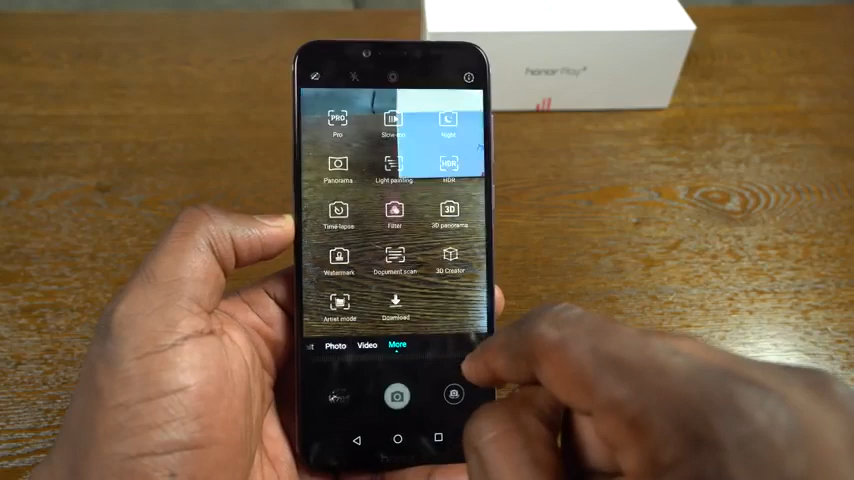 honor Play
PRO
Pro
Slow-mo
Night
Panorama
Light painting
HDR
HDR
Time-lapse
Filter
3D
3D panorama
Watermark
Document scan
3D Creator
Artist mode
Download
Photo
Video
More
honor